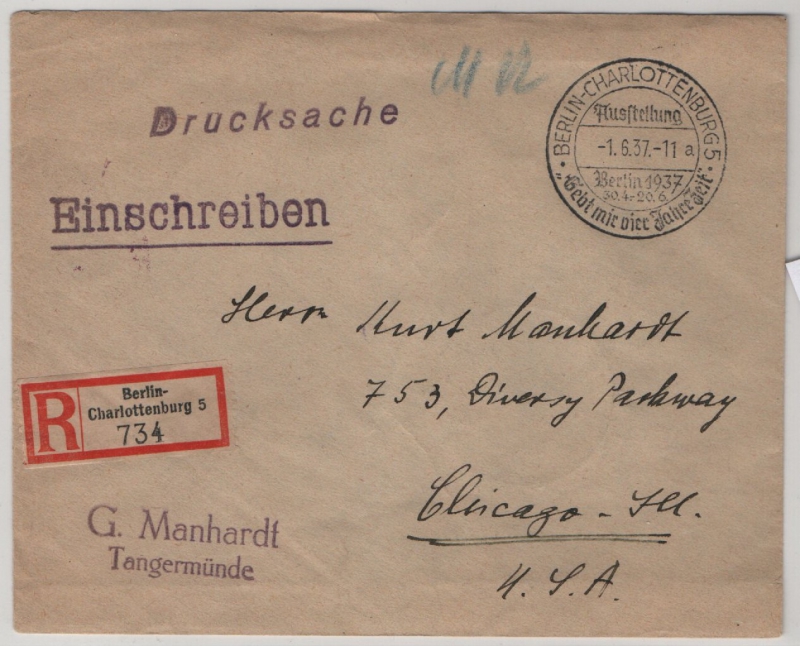 Drucksache
Einschreiben
BERLIN-CHARLOTTENBURG 5
Ausstellung
-1.6.37.-11 a
Berlin 1937
30.4.-20.6.
"Gebt mir vier Jahre Zeit"
Herrn Kurt Manhardt
753, Diversy Parkway
Chicago - Ill.
U.S.A.
R
Berlin-
Charlottenburg 5
734
G. Manhardt
Tangermünde